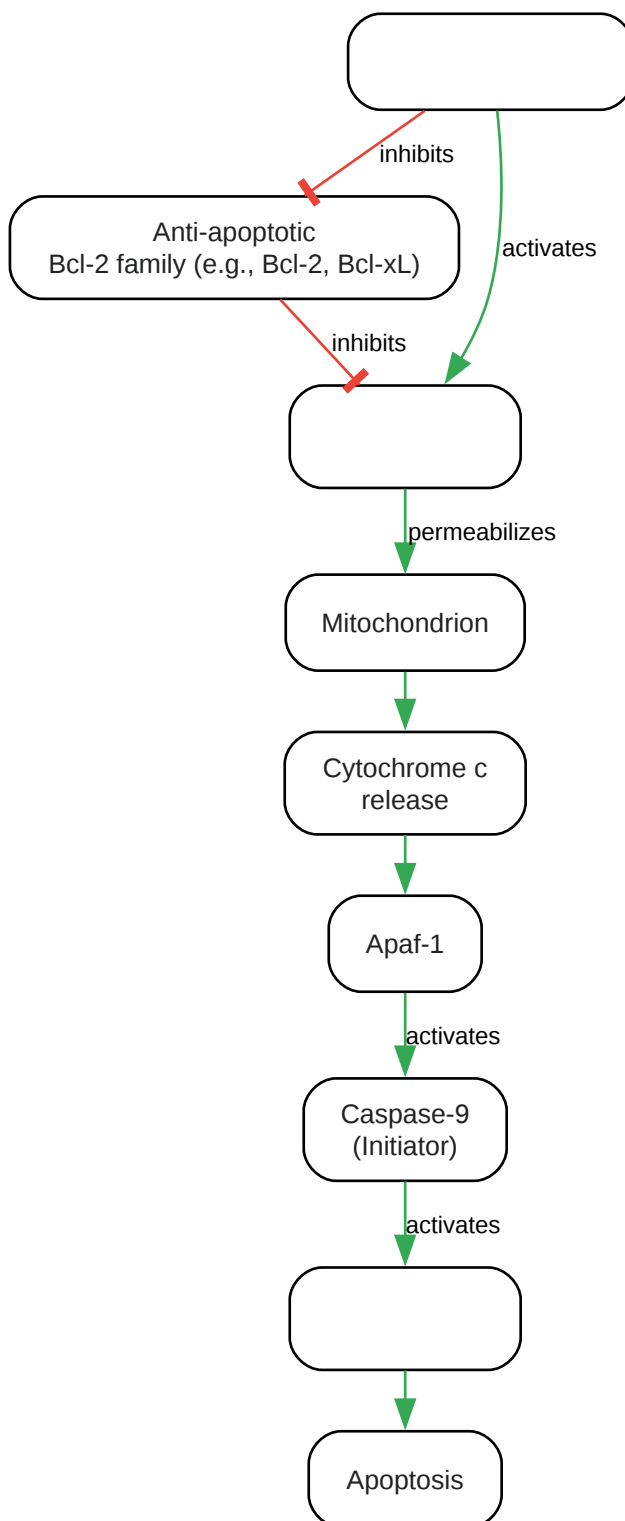 inhibits
Anti-apoptotic
Bcl-2 family (e.g., Bcl-2, Bcl-xL)
activates
inhibits
permeabilizes
Mitochondrion
Cytochrome c
release
Apaf-1
activates
Caspase-9
(Initiator)
activates
Apoptosis